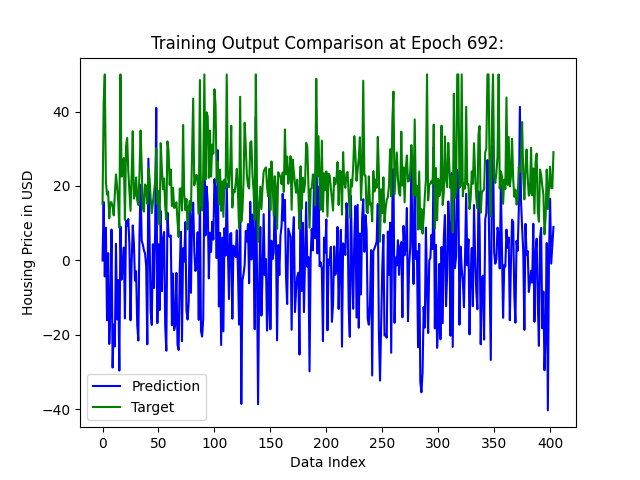 Training Output Comparison at Epoch 692:
Housing Price in USD
40
20
0
−20
−40
Prediction
Target
0 50 100 150 200 250 300 350 400
Data Index